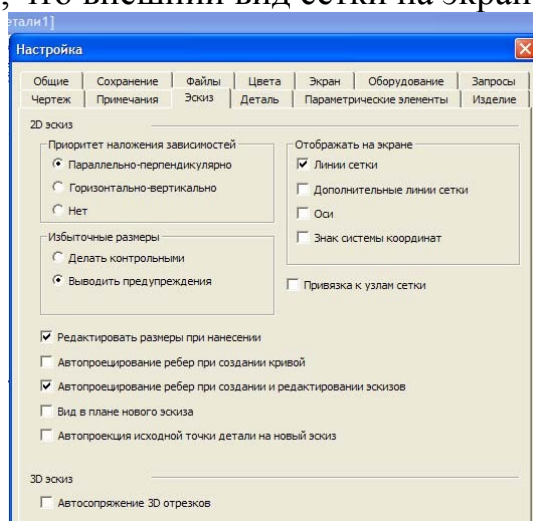 , что внешний вид сетки на экран
етали1]
Настройка
Общие Сохранение Файлы Цвета Экран Оборудование Запросы
Чертеж Примечания Эскиз Деталь Параметрические элементы Изделие
2D эскиз
Приоритет наложения зависимостей
Параллельно-перпендикулярно
Горизонтально-вертикально
Нет
Избыточные размеры
Делать контрольными
Выводить предупреждения
Отображать на экране
Линии сетки
Дополнительные линии сетки
Оси
Знак системы координат
Привязка к узлам сетки
Редактировать размеры при нанесении
Автопроецирование ребер при создании кривой
Автопроецирование ребер при создании и редактировании эскизов
Вид в плане нового эскиза
Автопроекция исходной точки детали на новый эскиз
3D эскиз
Автосопряжение 3D отрезков